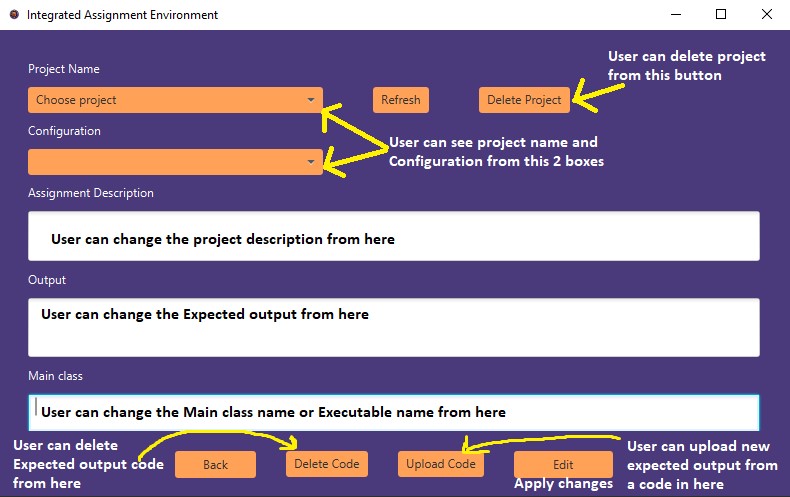 Integrated Assignment Environment
Project Name
User can delete project
from this button
Choose project
Refresh
Delete Project
Configuration
User can see project name and
Configuration from this 2 boxes
Assignment Description
User can change the project description from here
Output
User can change the Expected output from here
Main class
User can change the Main class name or Executable name from here
User can delete
Expected output code
from here
Back
Delete Code
Upload Code
Edit
Apply changes
User can upload new
expected output from
a code in here